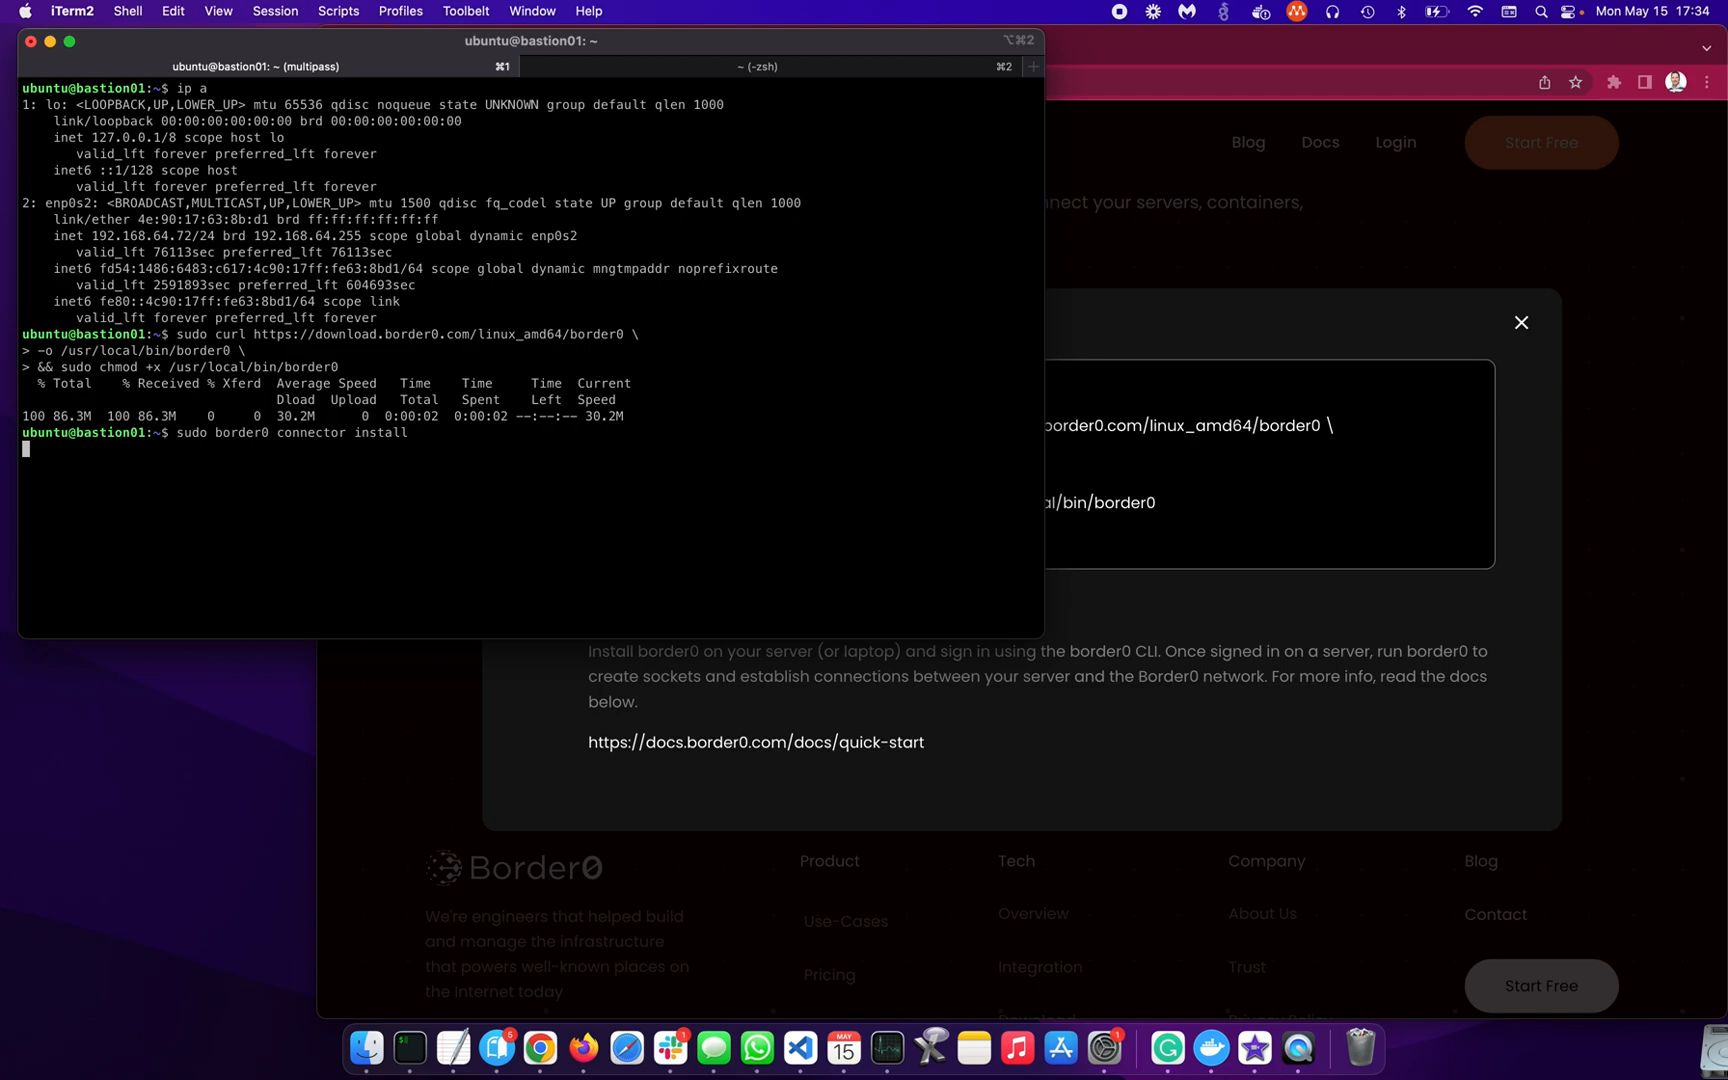 iTerm2 Shell Edit View Session Scripts Profiles Toolbelt Window Help Mon May 15 17:34
ubuntu@bastion01: ~ ⌥⌘2
ubuntu@bastion01: ~ (multipass) ⌘1 ~ (-zsh) ⌘2 +
ubuntu@bastion01:~$ ip a
1: lo: <LOOPBACK,UP,LOWER_UP> mtu 65536 qdisc noqueue state UNKNOWN group default qlen 1000
link/loopback 00:00:00:00:00:00 brd 00:00:00:00:00:00
inet 127.0.0.1/8 scope host lo
valid_lft forever preferred_lft forever
inet6 ::1/128 scope host
valid_lft forever preferred_lft forever
2: enp0s2: <BROADCAST,MULTICAST,UP,LOWER_UP> mtu 1500 qdisc fq_codel state UP group default qlen 1000
link/ether 4e:90:17:63:8b:d1 brd ff:ff:ff:ff:ff:ff
inet 192.168.64.72/24 brd 192.168.64.255 scope global dynamic enp0s2
valid_lft 76113sec preferred_lft 76113sec
inet6 fd54:1486:6483:c617:4c90:17ff:fe63:8bd1/64 scope global dynamic mngtmpaddr noprefixroute
valid_lft 2591893sec preferred_lft 604693sec
inet6 fe80::4c90:17ff:fe63:8bd1/64 scope link
valid_lft forever preferred_lft forever
ubuntu@bastion01:~$ sudo curl https://download.border0.com/linux_amd64/border0 \
> -o /usr/local/bin/border0 \
> && sudo chmod +x /usr/local/bin/border0
% Total % Received % Xferd Average Speed Time Time Time Current
Dload Upload Total Spent Left Speed
100 86.3M 100 86.3M 0 0 30.2M 0 0:00:02 0:00:02 --:--:-- 30.2M
ubuntu@bastion01:~$ sudo border0 connector install
Blog Docs Login Start Free
nnect your servers, containers,
border0.com/linux_amd64/border0 \
al/bin/border0
Install border0 on your server (or laptop) and sign in using the border0 CLI. Once signed in on a server, run border0 to
create sockets and establish connections between your server and the Border0 network. For more info, read the docs
below.
https://docs.border0.com/docs/quick-start
Border0
We're engineers that helped build
and manage the infrastructure
that powers well-known places on
the Internet today
Product
Use-Cases
Pricing
Tech
Overview
Integration
Download
Company
About Us
Trust
Privacy Policy
Blog
Contact
Start Free
5
1
MAY
15
1